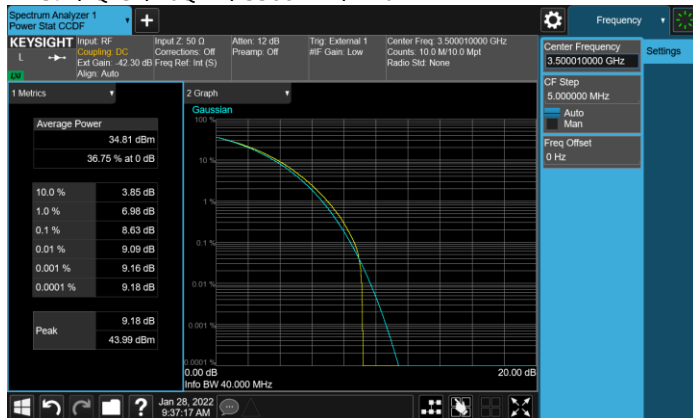 Spectrum Analyzer 1
Power Stat CCDF
Frequency
KEYSIGHT
L
LXI
Input: RF
Coupling: DC
Ext Gain: -42.30 dB
Align: Auto
Input Z: 50 Ω
Corrections: Off
Freq Ref: Int (S)
Atten: 12 dB
Preamp: Off
Trig: External 1
#IF Gain: Low
Center Freq: 3.500010000 GHz
Counts: 10.0 M/10.0 Mpt
Radio Std: None
Center Frequency
3.500010000 GHz
Settings
CF Step
5.000000 MHz
Auto
Man
Freq Offset
0 Hz
1 Metrics
Average Power
34.81 dBm
36.75 % at 0 dB
10.0 % 3.85 dB
1.0 % 6.98 dB
0.1 % 8.63 dB
0.01 % 9.09 dB
0.001 % 9.16 dB
0.0001 % 9.18 dB
Peak
9.18 dB
43.99 dBm
2 Graph
Gaussian
100 %
10 %
1 %
0.1 %
0.01 %
0.001 %
0.0001 %
0.00 dB 20.00 dB
Info BW 40.000 MHz
?
Jan 28, 2022
9:37:17 AM